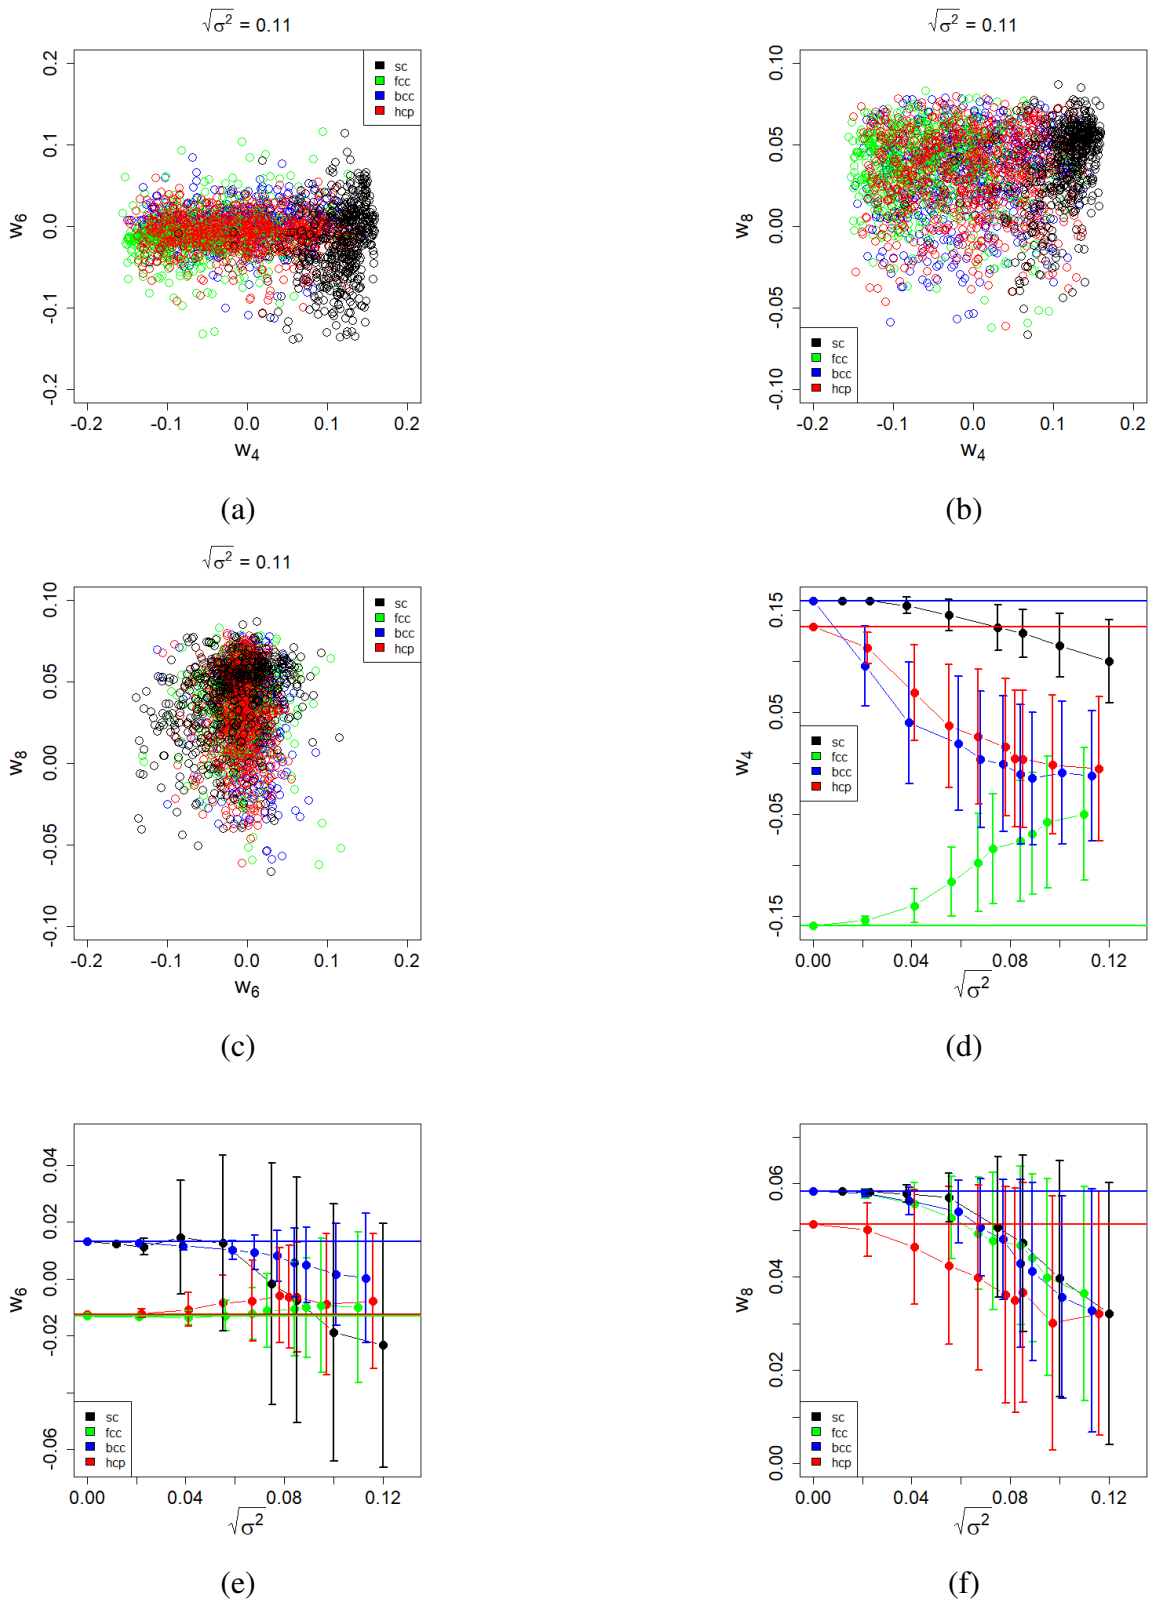 √σ² = 0.11
w₆
0.2
0.1
0.0
-0.1
-0.2
sc
fcc
bcc
hcp
-0.2 -0.1 0.0 0.1 0.2
w₄
(a)
√σ² = 0.11
w₈
0.10
0.05
0.00
-0.05
-0.10
sc
fcc
bcc
hcp
-0.2 -0.1 0.0 0.1 0.2
w₄
(b)
√σ² = 0.11
w₈
0.10
0.05
0.00
-0.05
-0.10
sc
fcc
bcc
hcp
-0.2 -0.1 0.0 0.1 0.2
w₆
(c)
w₄
0.15
0.05
-0.05
-0.15
sc
fcc
bcc
hcp
0.00 0.04 0.08 0.12
√σ²
(d)
w₆
0.04
0.02
0.00
-0.02
-0.06
sc
fcc
bcc
hcp
0.00 0.04 0.08 0.12
√σ²
(e)
w₈
0.06
0.04
0.02
0.00
sc
fcc
bcc
hcp
0.00 0.04 0.08 0.12
√σ²
(f)